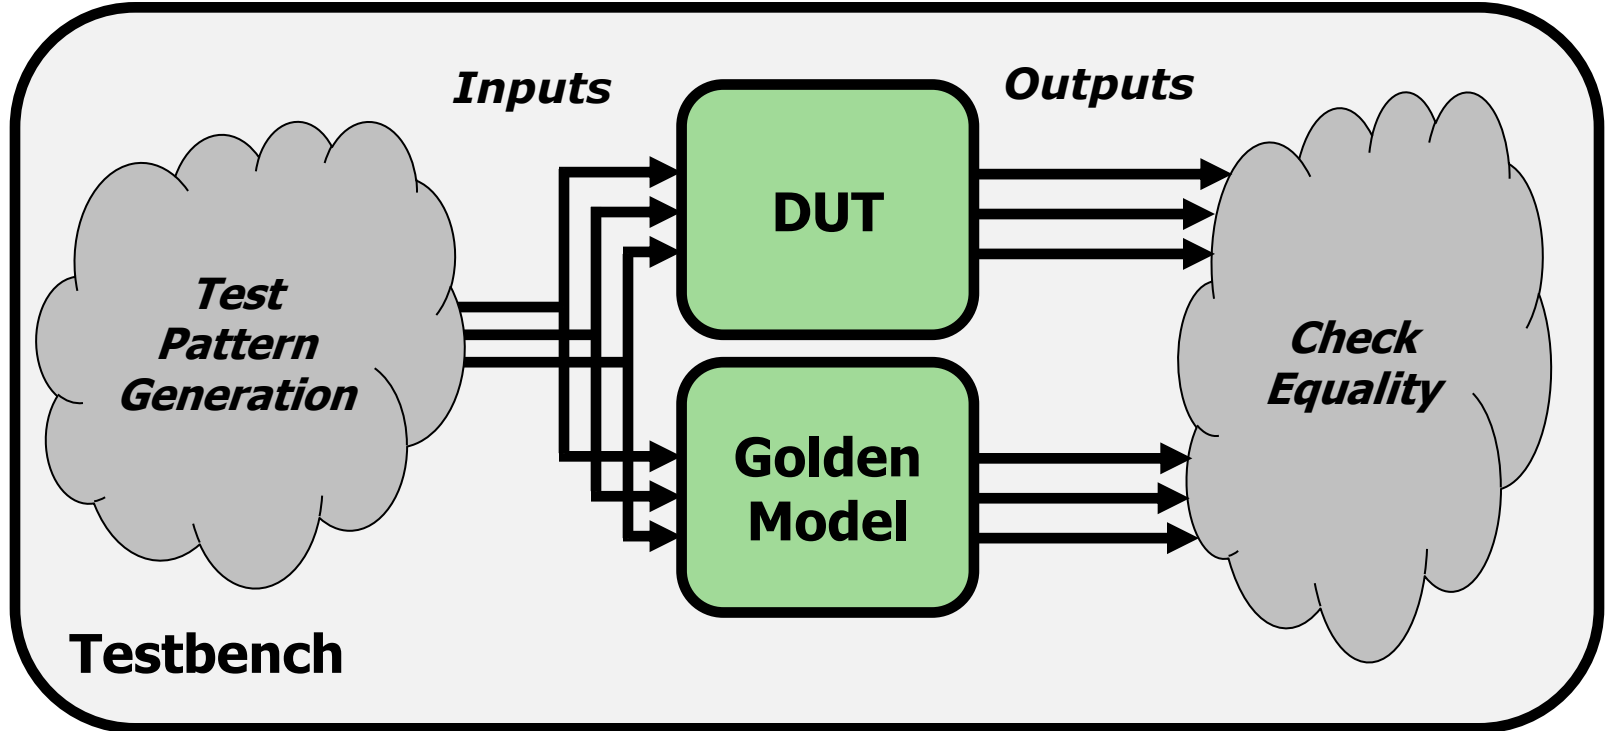 Inputs
Outputs
DUT
Test
Pattern
Generation
Check
Equality
Golden
Model
Testbench